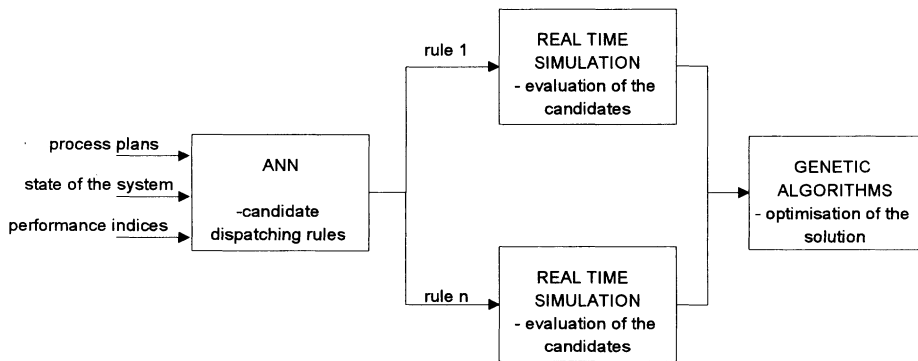 process plans
state of the system
performance indices
ANN
-candidate
dispatching rules
rule 1
REAL TIME
SIMULATION
- evaluation of the
candidates
rule n
REAL TIME
SIMULATION
- evaluation of the
candidates
GENETIC
ALGORITHMS
- optimisation of the
solution